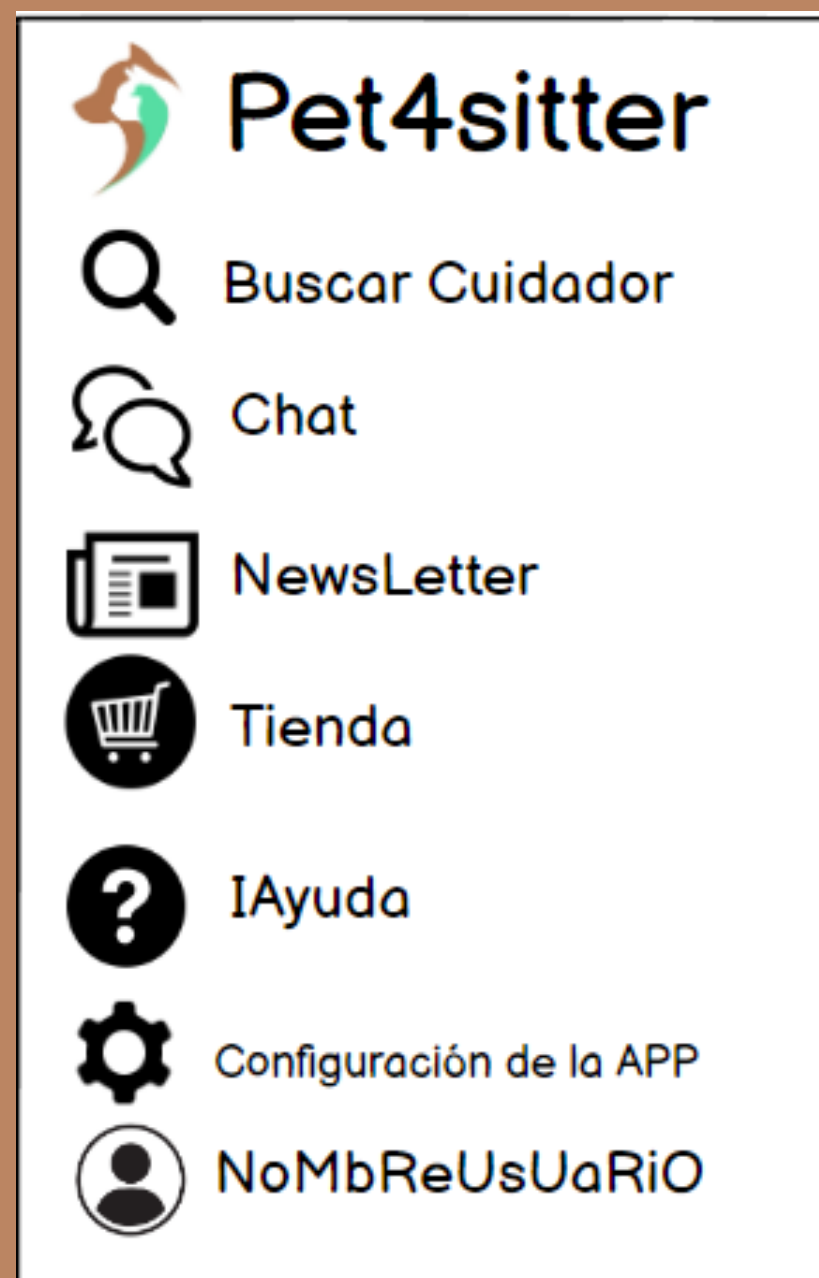 Pet4sitter
Buscar Cuidador
Chat
NewsLetter
Tienda
IAyuda
Configuración de la APP
NoMbReUsUaRiO